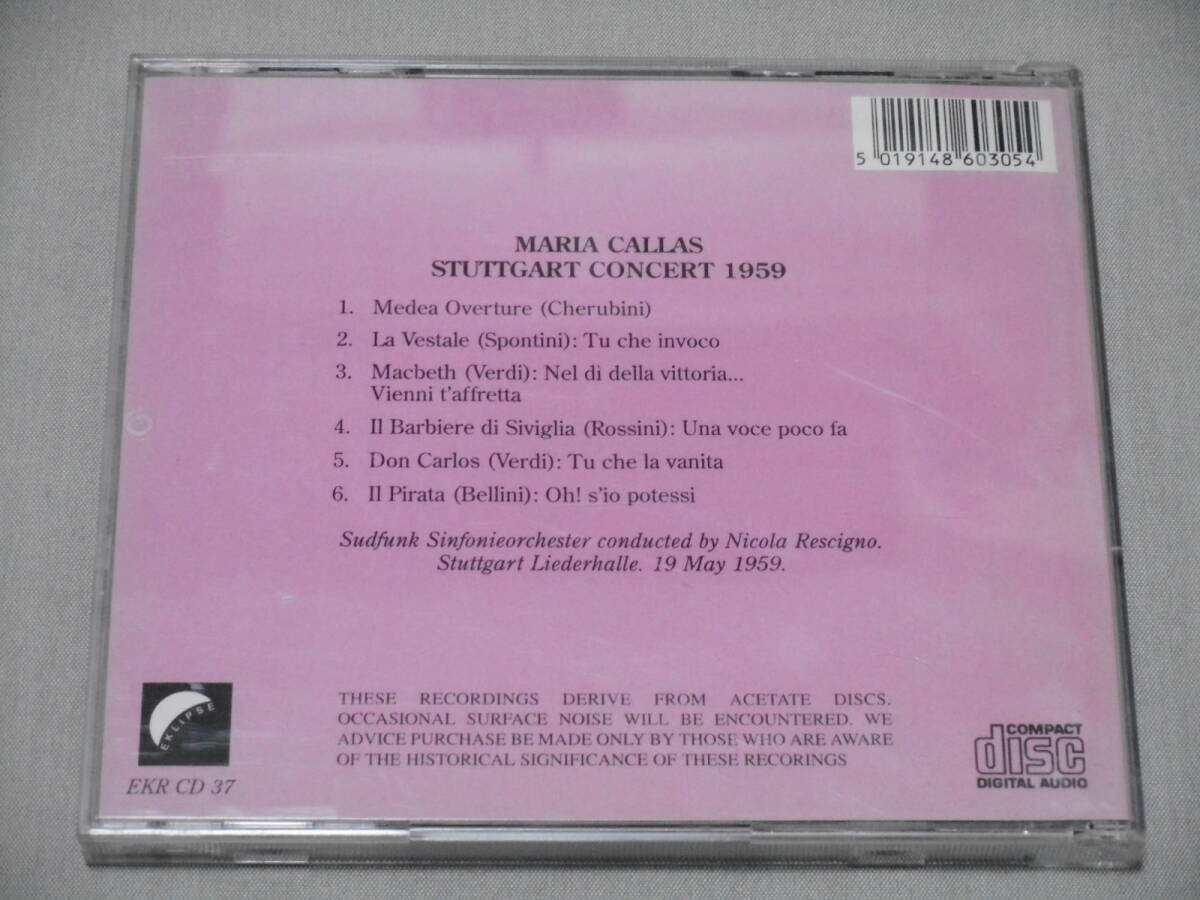 5 019148 603054
MARIA CALLAS
STUTTGART CONCERT 1959
1. Medea Overture (Cherubini)
2. La Vestale (Spontini): Tu che invoco
3. Macbeth (Verdi): Nel di della vittoria...
Vienni t'affretta
4. Il Barbiere di Siviglia (Rossini): Una voce poco fa
5. Don Carlos (Verdi): Tu che la vanita
6. Il Pirata (Bellini): Oh! s'io potessi
Sudfunk Sinfonieorchester conducted by Nicola Rescigno.
Stuttgart Liederhalle. 19 May 1959.
THESE RECORDINGS DERIVE FROM ACETATE DISCS.
OCCASIONAL SURFACE NOISE WILL BE ENCOUNTERED. WE
ADVICE PURCHASE BE MADE ONLY BY THOSE WHO ARE AWARE
OF THE HISTORICAL SIGNIFICANCE OF THESE RECORINGS
EKLIPSE
EKR CD 37
COMPACT
disc
DIGITAL AUDIO